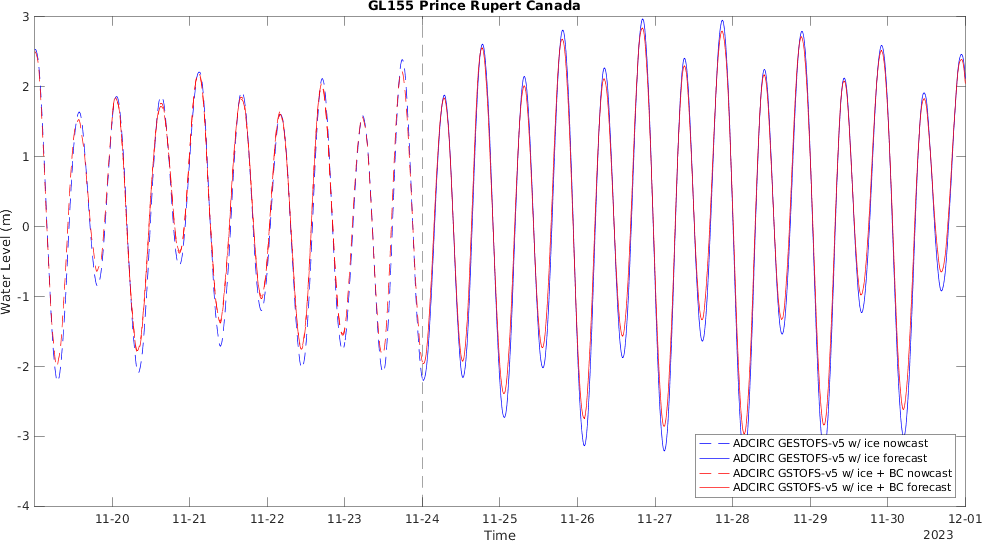 GL155 Prince Rupert Canada
3
2
1
0
-1
-2
-3
-4
Water Level (m)
ADCIRC GESTOFS-v5 w/ ice nowcast
ADCIRC GESTOFS-v5 w/ ice forecast
ADCIRC GSTOFS-v5 w/ ice + BC nowcast
ADCIRC GSTOFS-v5 w/ ice + BC forecast
11-20 11-21 11-22 11-23 11-24 11-25 11-26 11-27 11-28 11-29 11-30 12-01
Time
2023